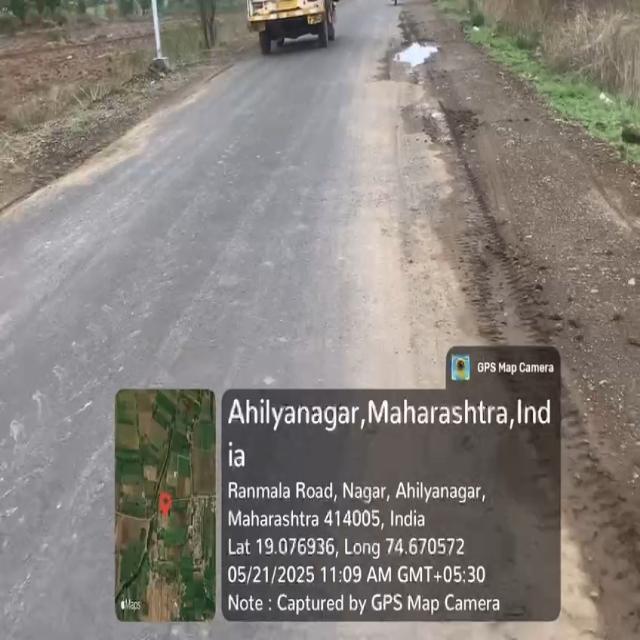 GPS Map Camera
Ahilyanagar,Maharashtra,Ind
ia
Ranmala Road, Nagar, Ahilyanagar,
Maharashtra 414005, India
Lat 19.076936, Long 74.670572
05/21/2025 11:09 AM GMT+05:30
Note : Captured by GPS Map Camera
Maps